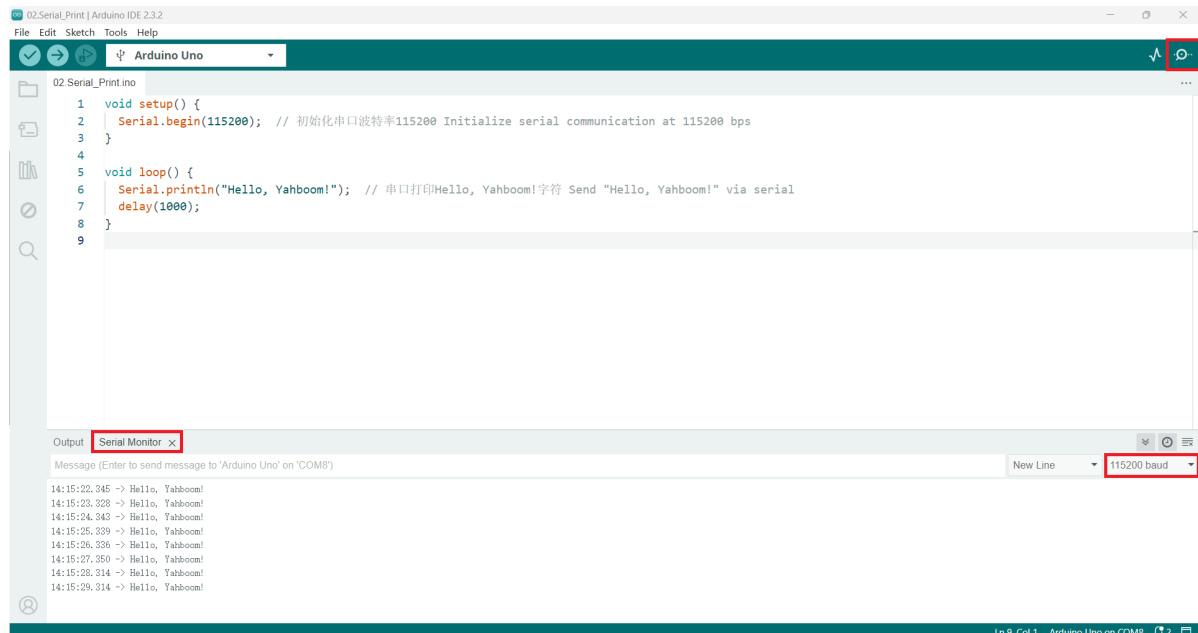 02.Serial_Print | Arduino IDE 2.3.2
File Edit Sketch Tools Help
Arduino Uno
02.Serial_Print.ino
...
1 void setup() {
2 Serial.begin(115200); // 初始化串口波特率115200 Initialize serial communication at 115200 bps
3 }
4
5 void loop() {
6 Serial.println("Hello, Yahboom!"); // 串口打印Hello, Yahboom!字符 Send "Hello, Yahboom!" via serial
7 delay(1000);
8 }
9
Output Serial Monitor x
Message (Enter to send message to 'Arduino Uno' on 'COM8')
New Line 115200 baud
14:15:22.345 -> Hello, Yahboom!
14:15:23.328 -> Hello, Yahboom!
14:15:24.343 -> Hello, Yahboom!
14:15:25.339 -> Hello, Yahboom!
14:15:26.336 -> Hello, Yahboom!
14:15:27.350 -> Hello, Yahboom!
14:15:28.314 -> Hello, Yahboom!
14:15:29.314 -> Hello, Yahboom!
Ln 9, Col 1 Arduino Uno on COM8 2